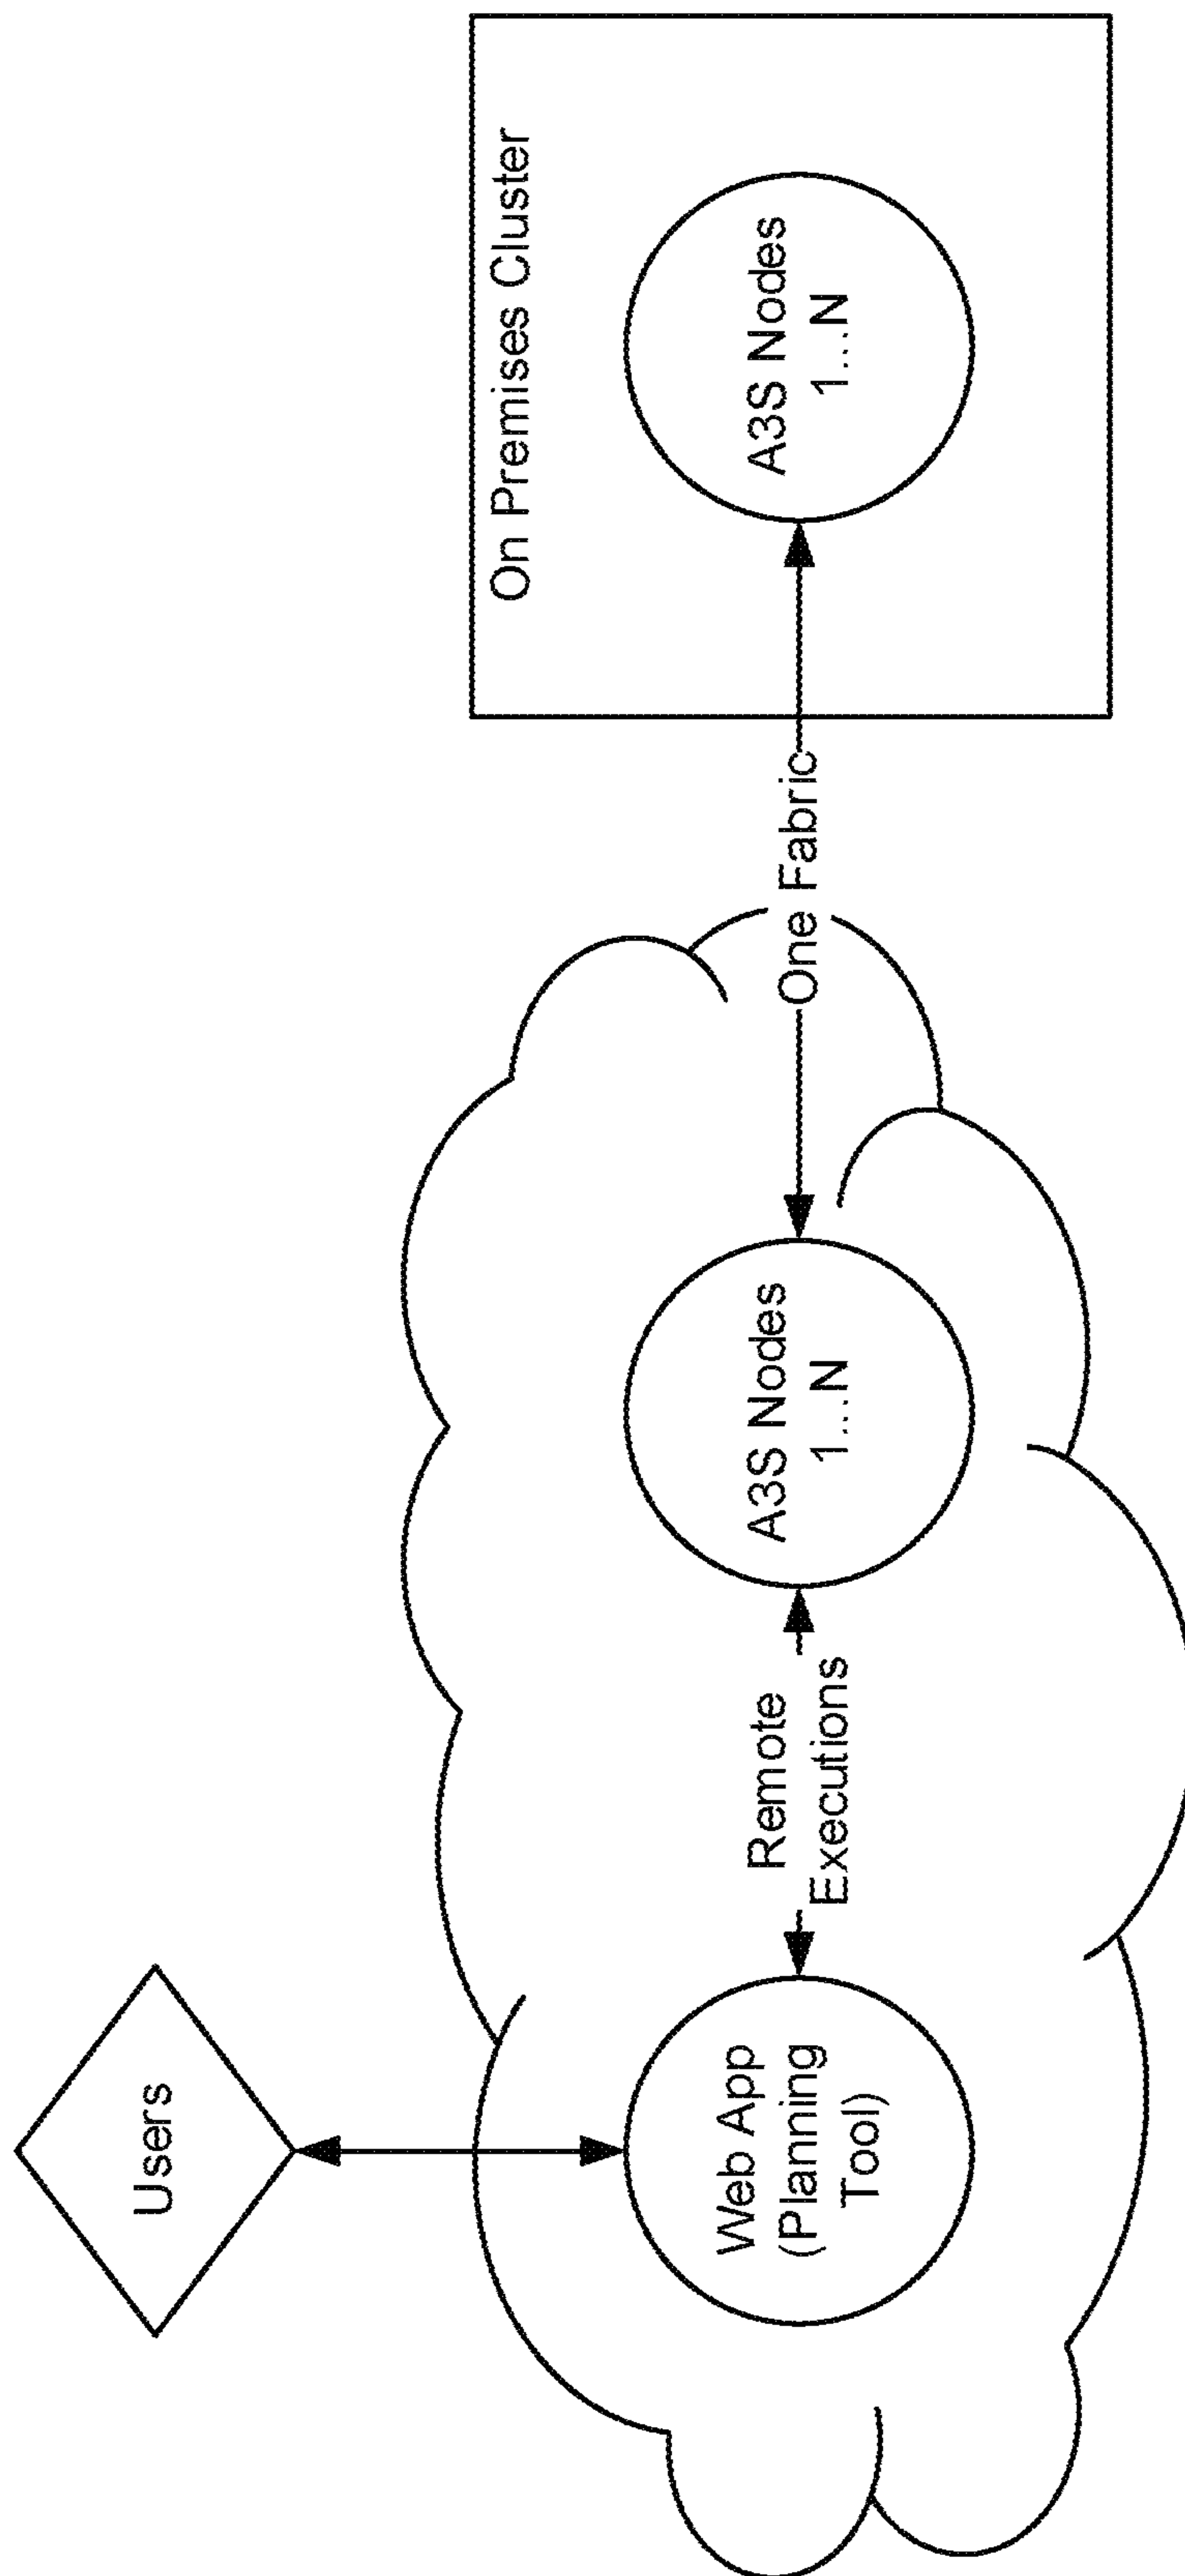 Users
Web App
(Planning
Tool)
Remote
Executions
A3S Nodes
1...N
One Fabric
On Premises Cluster
A3S Nodes
1...N